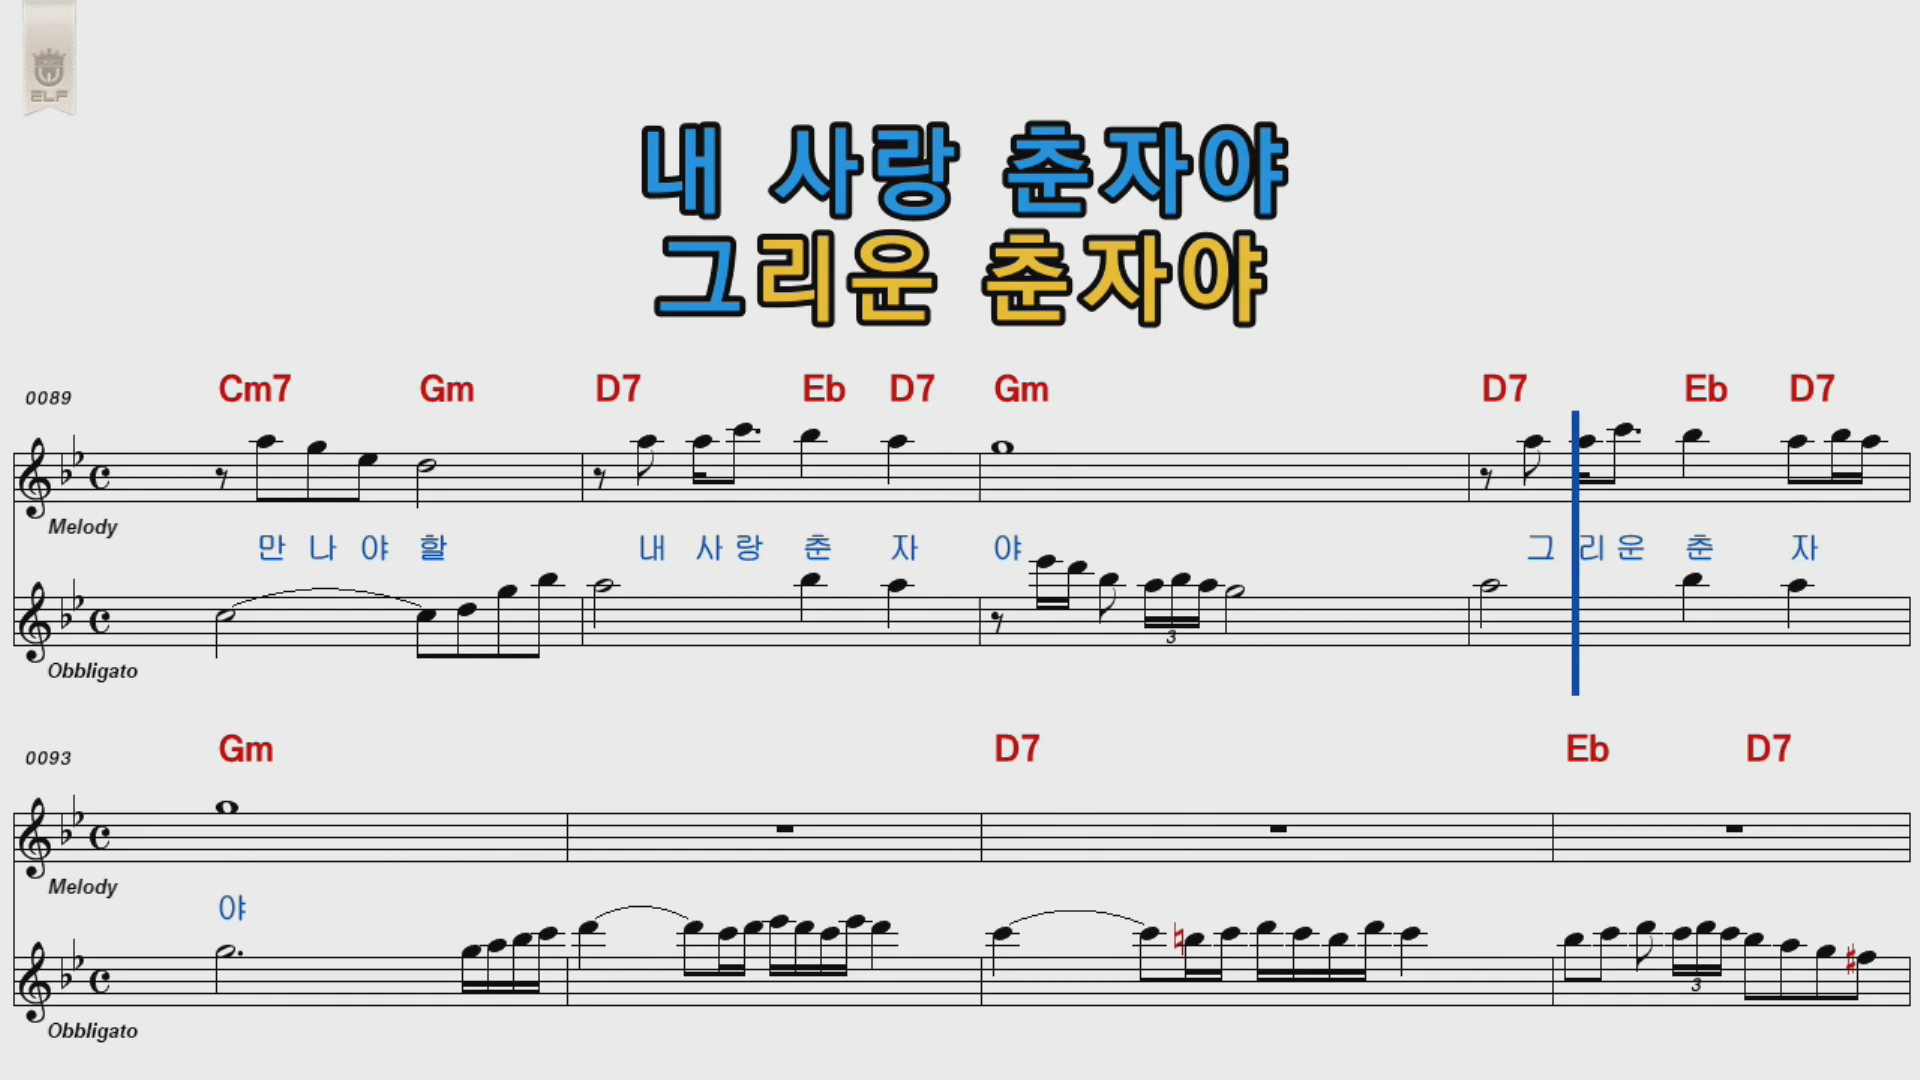 ELF
내 사랑 춘자야
그리운 춘자야
0089 Cm7 Gm D7 Eb D7 Gm D7 Eb D7
Melody
만 나 야 할 내 사 랑 춘 자 야 그 리 운 춘 자
3
Obbligato
0093 Gm D7 Eb D7
Melody
야
3
Obbligato